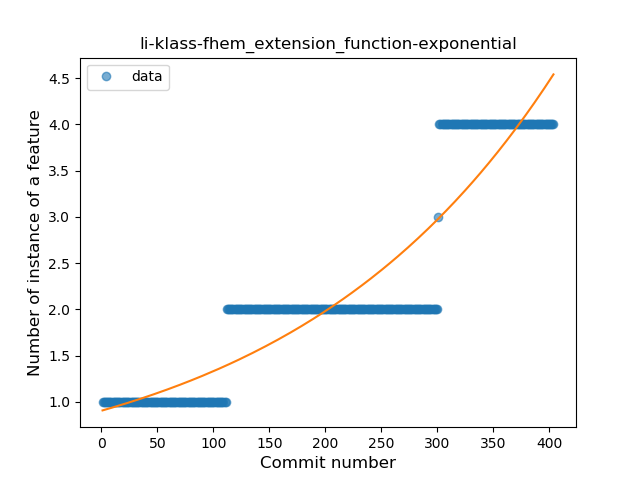 li-klass-fhem_extension_function-exponential
data
Number of instance of a feature
4.5
4.0
3.5
3.0
2.5
2.0
1.5
1.0
0 50 100 150 200 250 300 350 400
Commit number